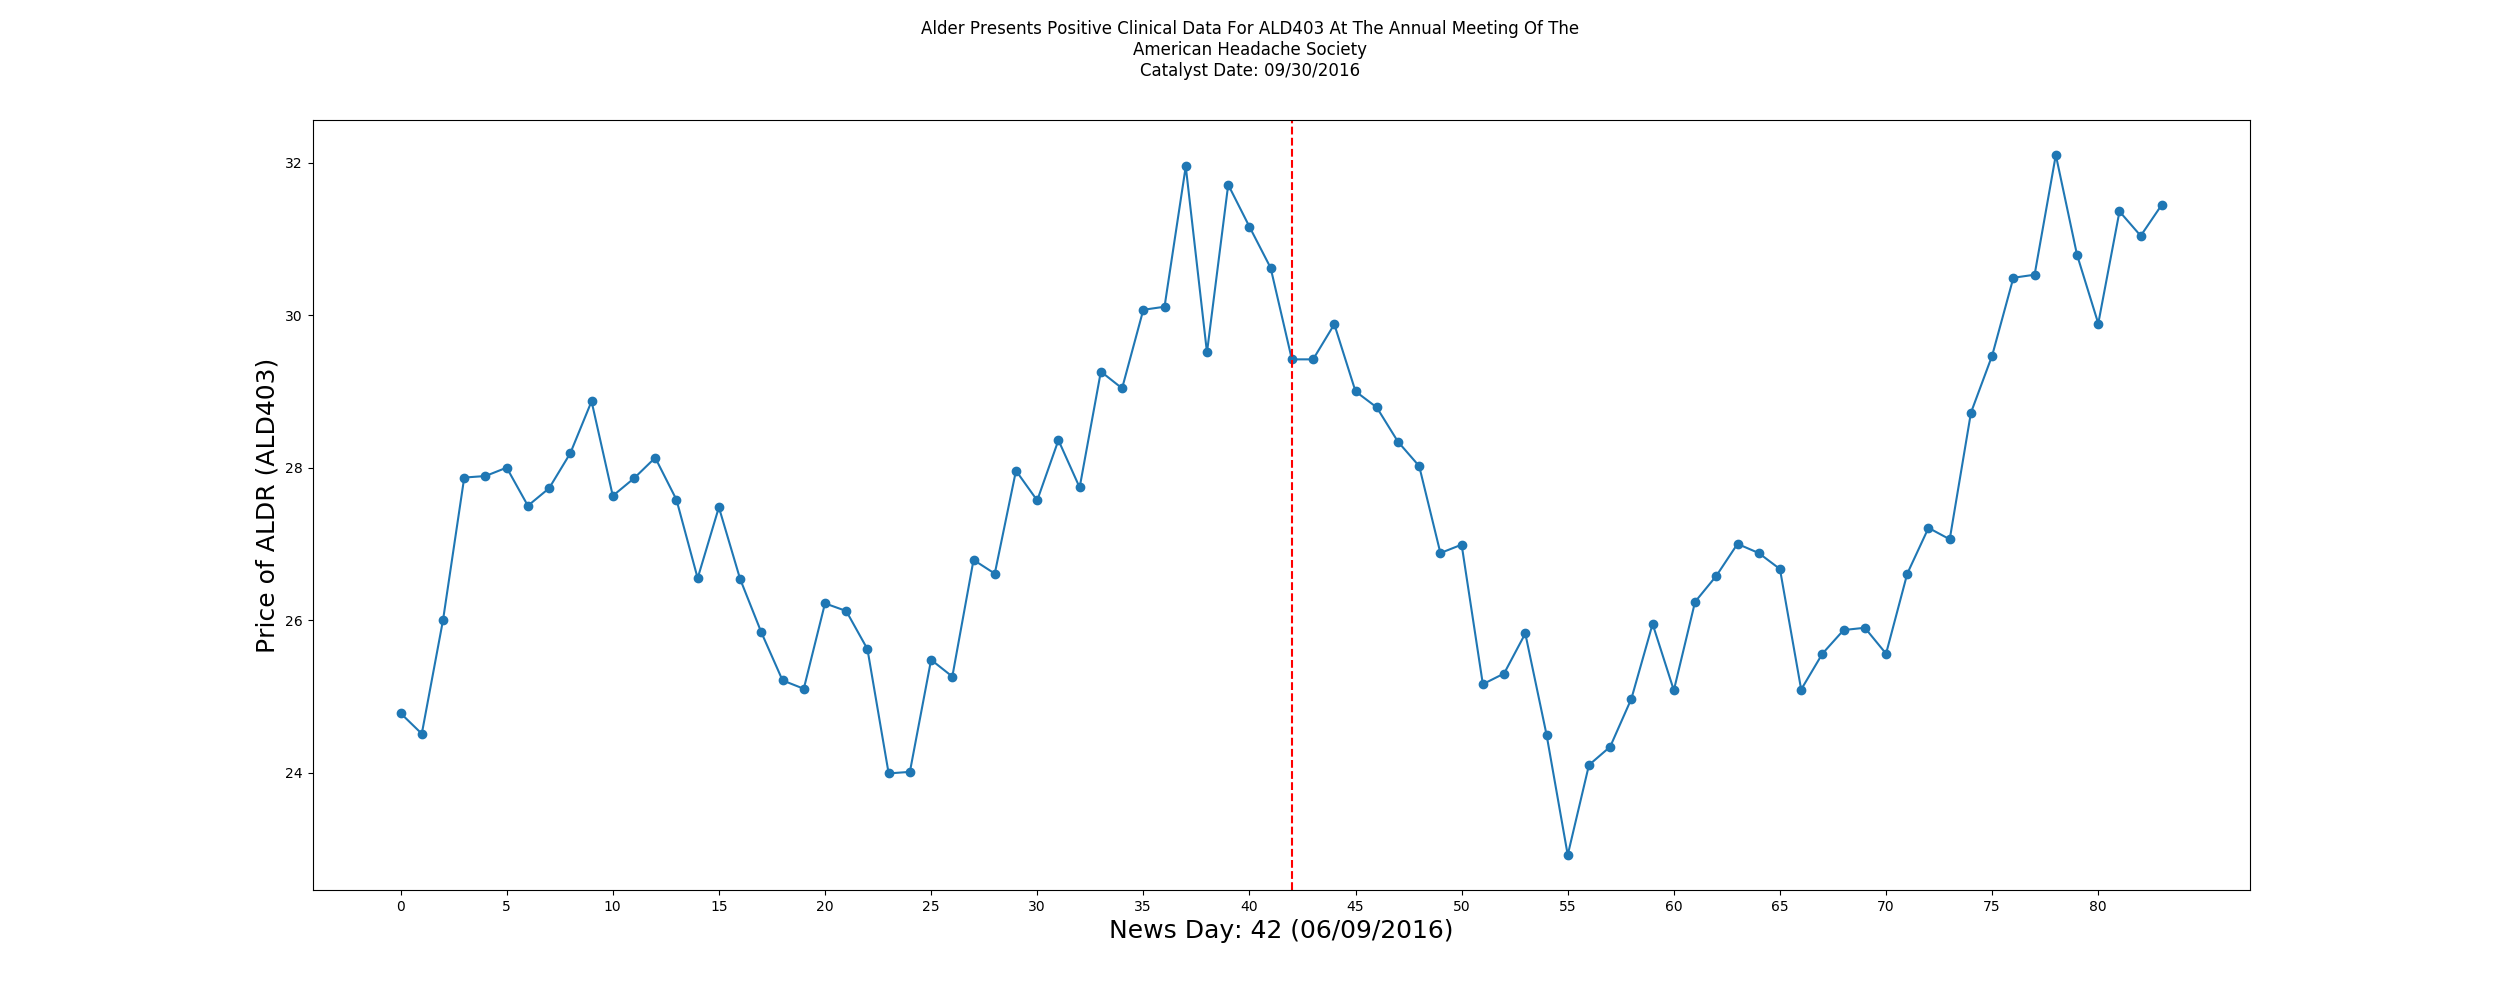 Alder Presents Positive Clinical Data For ALD403 At The Annual Meeting Of The
American Headache Society
Catalyst Date: 09/30/2016
Price of ALDR (ALD403)
32
30
28
26
24
0 5 10 15 20 25 30 35 40 45 50 55 60 65 70 75 80
News Day: 42 (06/09/2016)